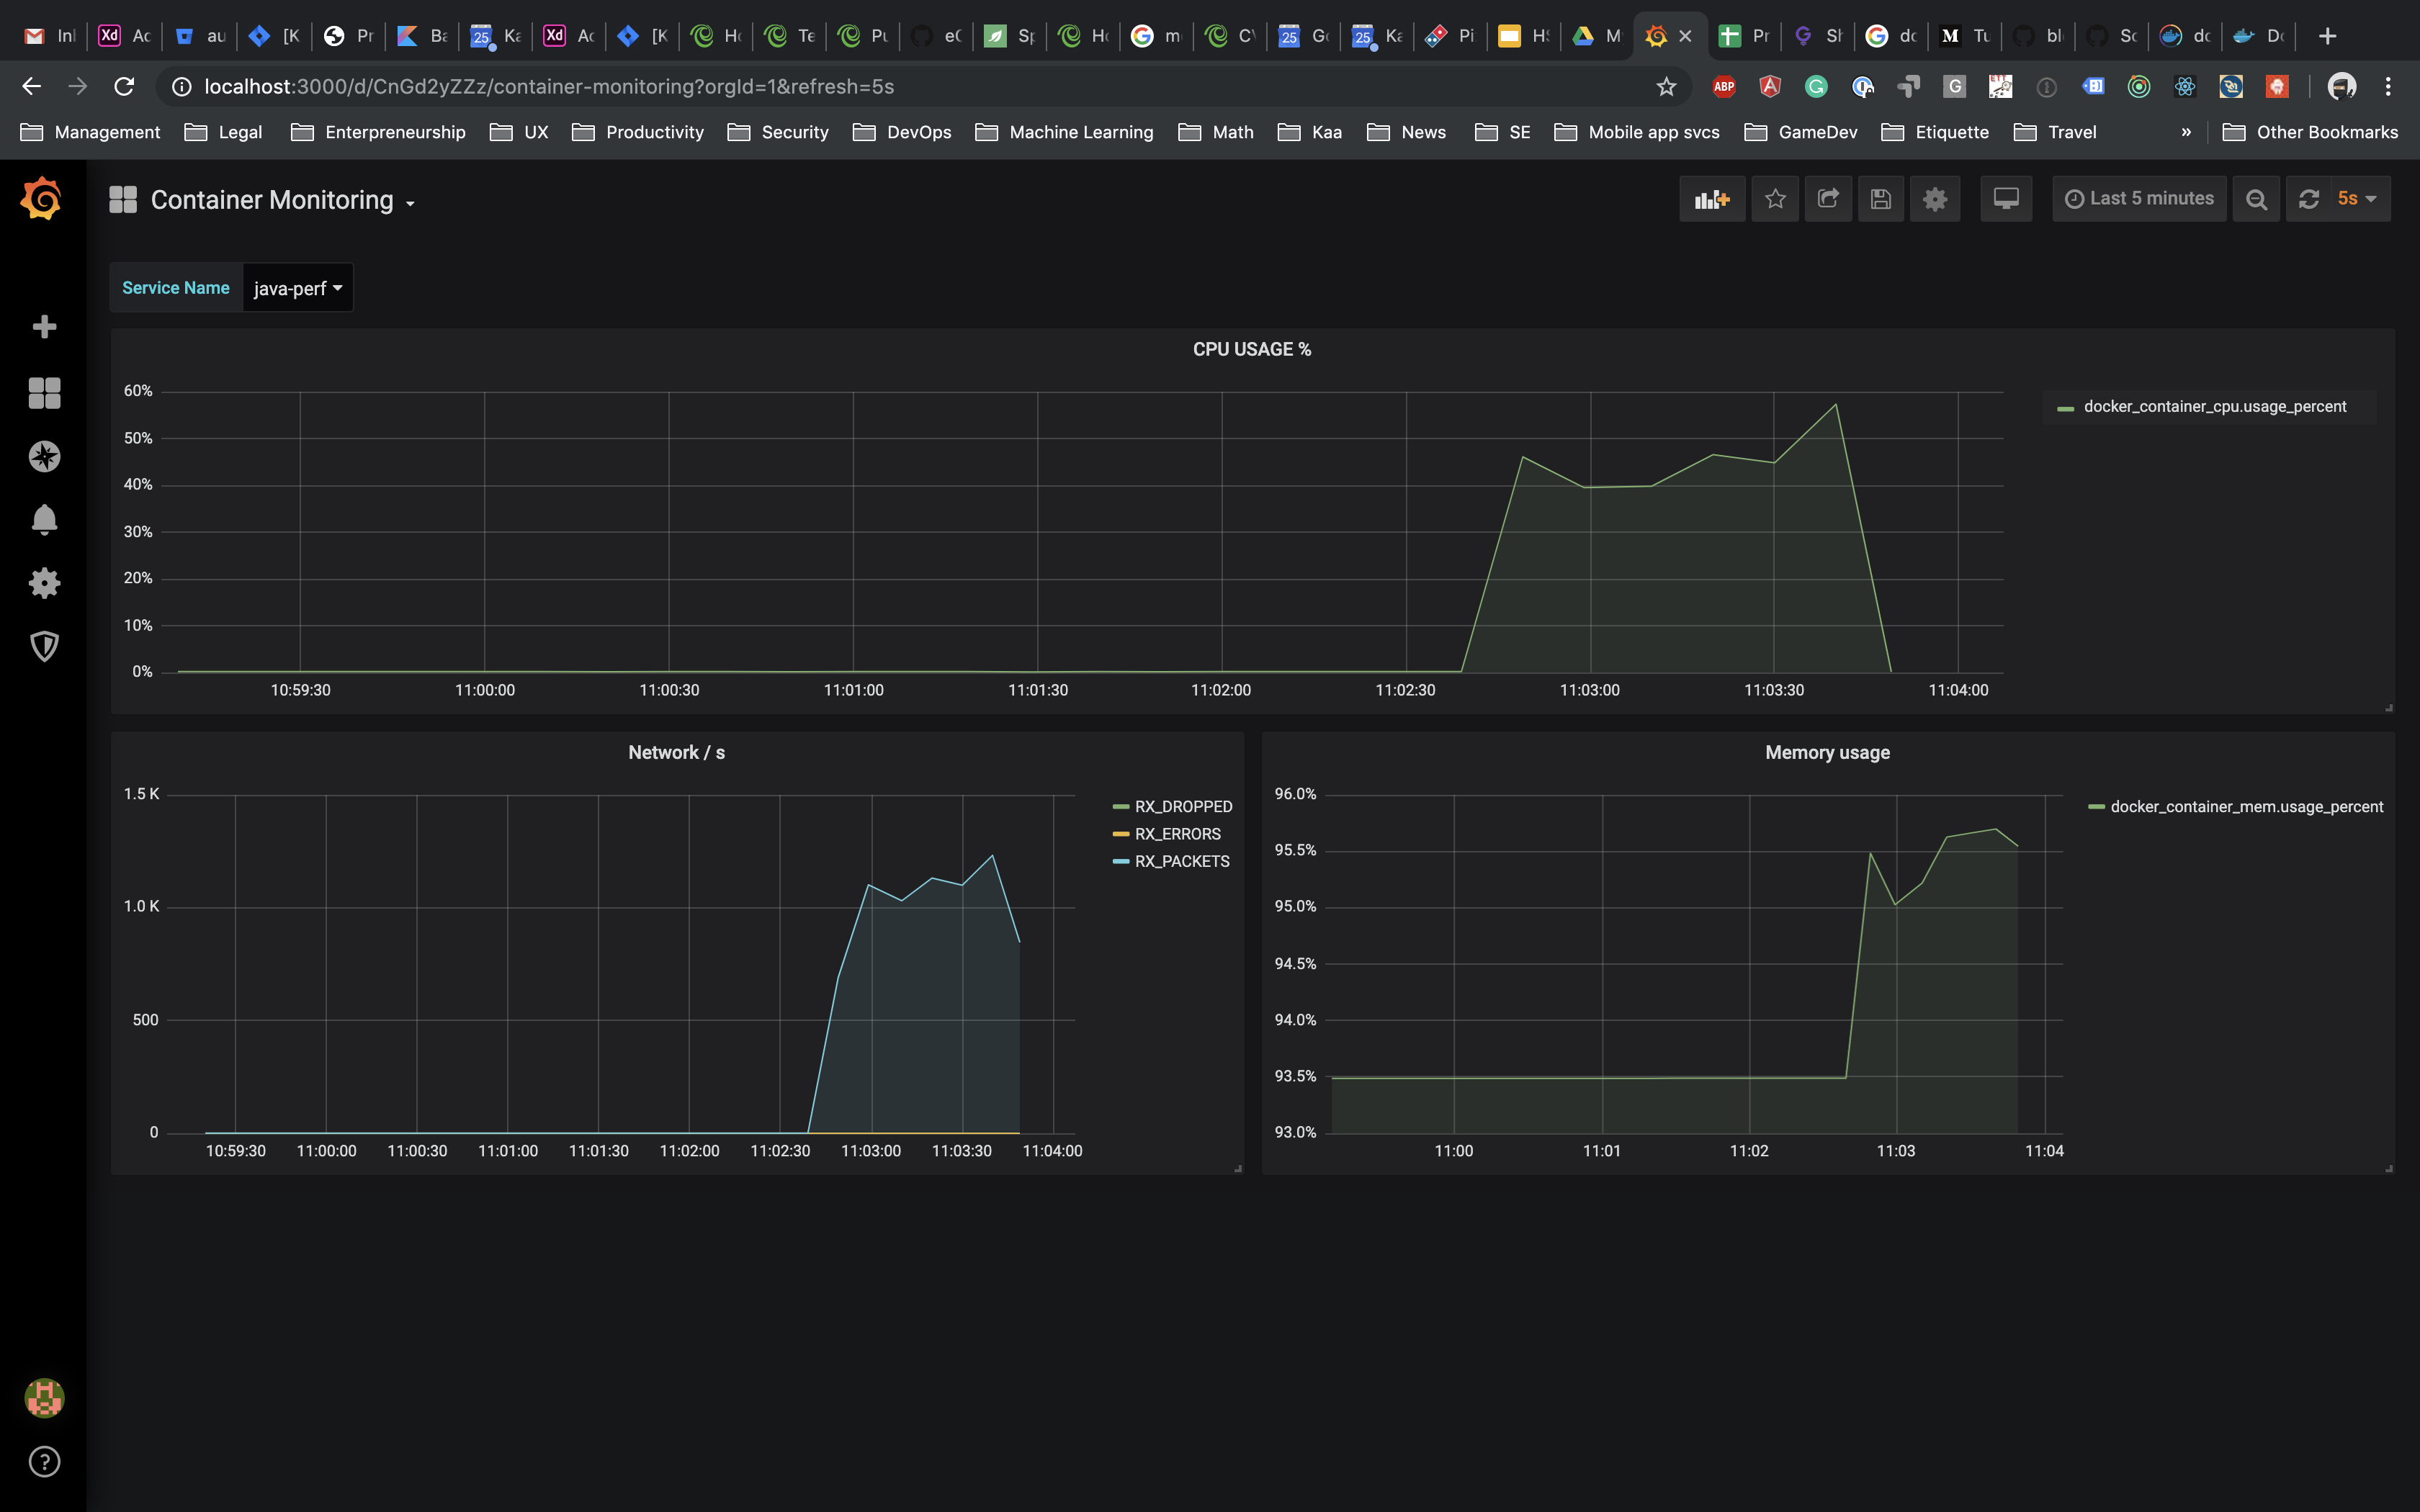 Inl Ac au [K Pr Ba Ka Ac [K Ho Te Pu eC Sp Ho m C\ Go Ka Pi HS M Pr Sh do Tu bl Sc do Do
localhost:3000/d/CnGd2yZZz/container-monitoring?orgId=1&refresh=5s
Management Legal Enterpreneurship UX Productivity Security DevOps Machine Learning Math Kaa News SE Mobile app svcs GameDev Etiquette Travel » Other Bookmarks
Container Monitoring
Last 5 minutes 5s
Service Name java-perf
CPU USAGE %
60%
50%
40%
30%
20%
10%
0%
10:59:30 11:00:00 11:00:30 11:01:00 11:01:30 11:02:00 11:02:30 11:03:00 11:03:30 11:04:00
docker_container_cpu.usage_percent
Network / s
1.5 K
1.0 K
500
0
10:59:30 11:00:00 11:00:30 11:01:00 11:01:30 11:02:00 11:02:30 11:03:00 11:03:30 11:04:00
RX_DROPPED
RX_ERRORS
RX_PACKETS
Memory usage
96.0%
95.5%
95.0%
94.5%
94.0%
93.5%
93.0%
11:00 11:01 11:02 11:03 11:04
docker_container_mem.usage_percent